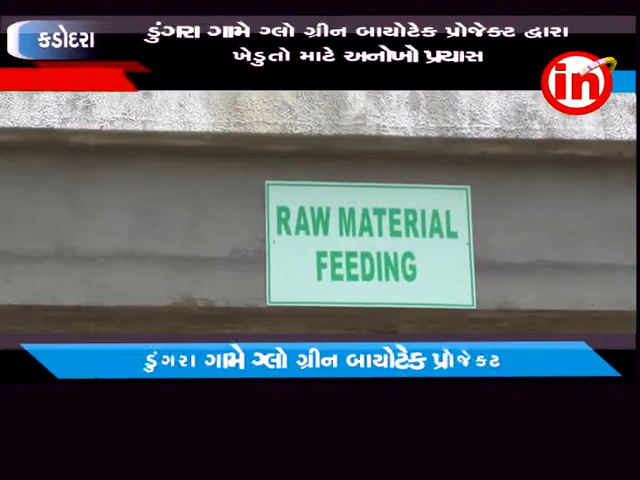 કડોદરા
ડુંગરા ગામે ગ્લો ગ્રીન બાયોટેક પ્રોજેક્ટ દ્વારા
ખેડુતો માટે અનોખો પ્રયાસ
in
RAW MATERIAL
FEEDING
ડુંગરા ગામે ગ્લો ગ્રીન બાયોટેક પ્રોજેકટ